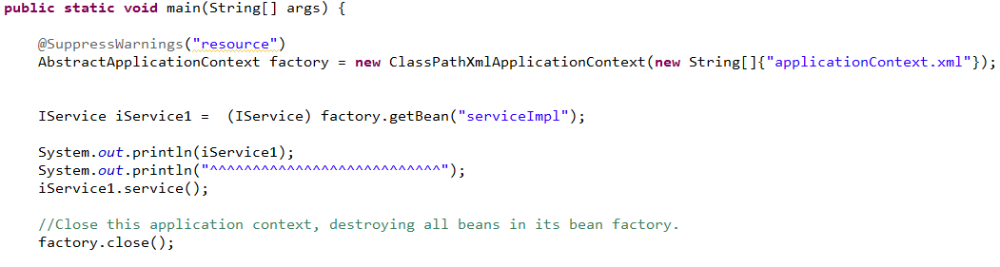 public static void main(String[] args) {
@SuppressWarnings("resource")
AbstractApplicationContext factory = new ClassPathXmlApplicationContext(new String[]{"applicationContext.xml"});
IService iService1 =  (IService) factory.getBean("serviceImpl");
System.out.println(iService1);
System.out.println("^^^^^^^^^^^^^^^^^^^^^^^^^^^");
iService1.service();
//Close this application context, destroying all beans in its bean factory.
factory.close();